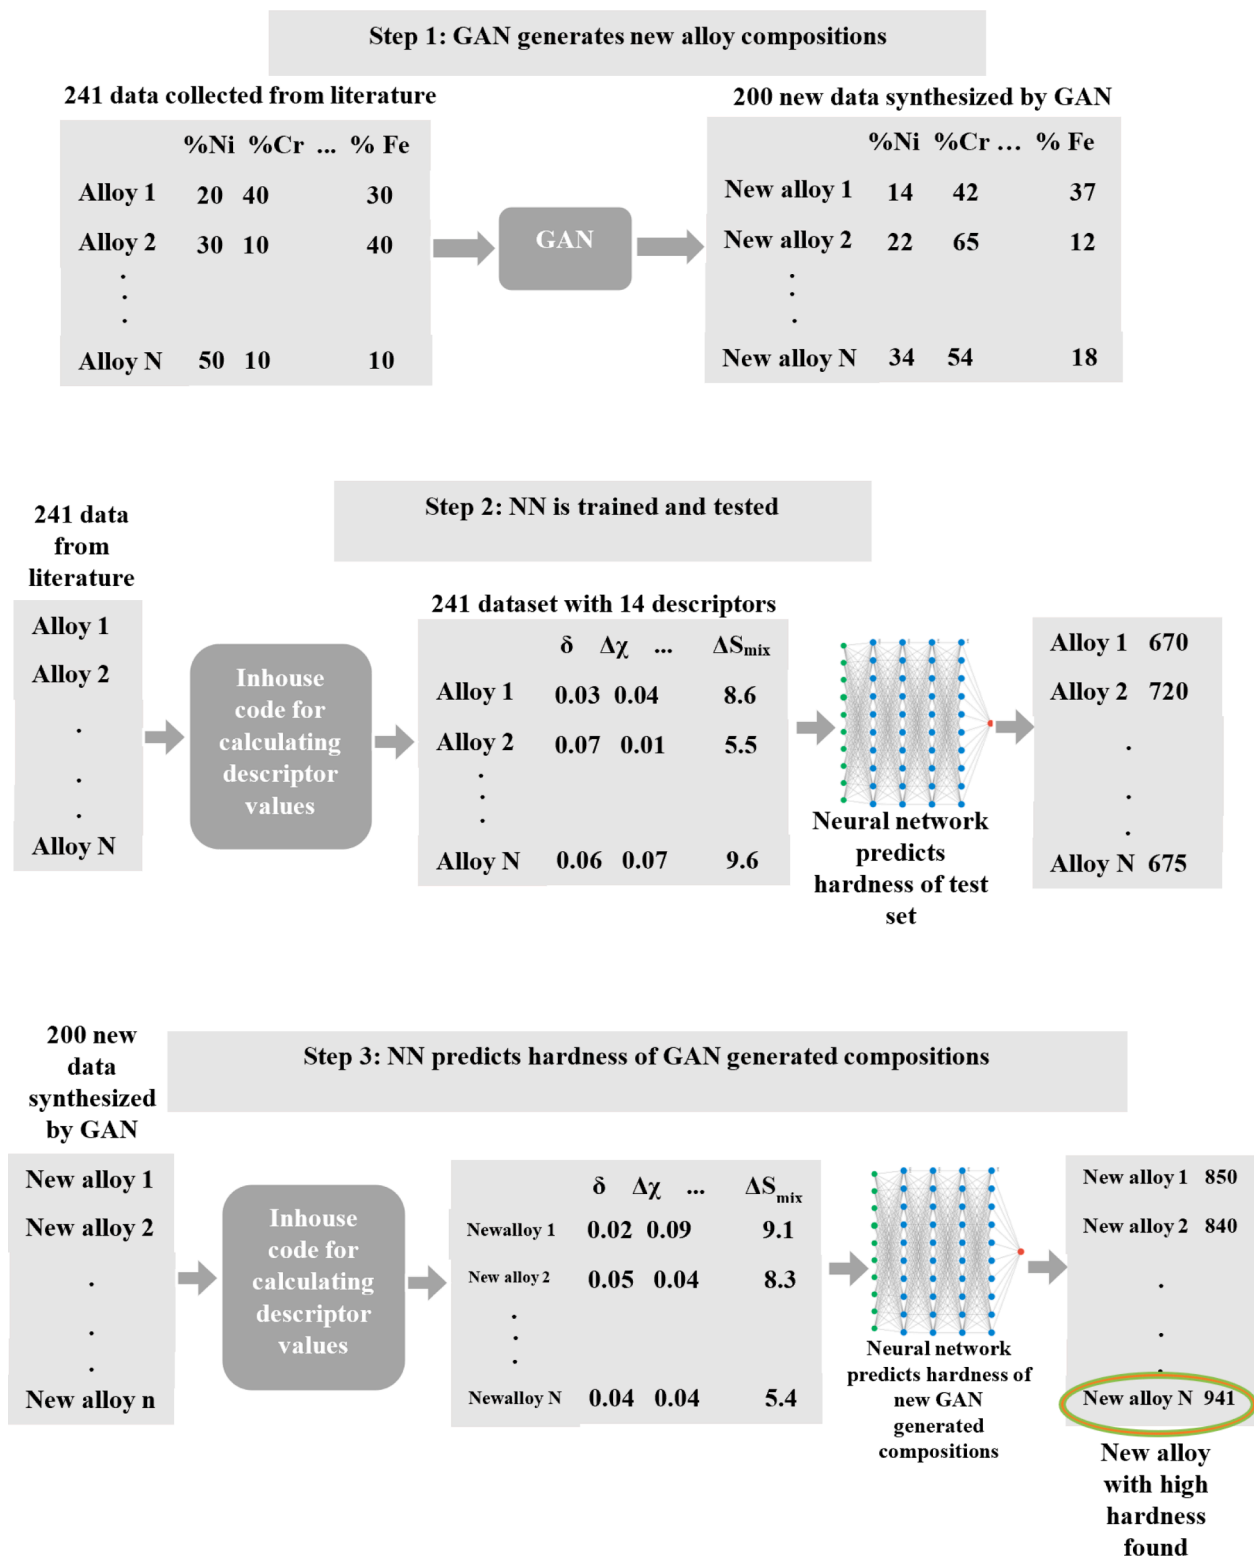 Step 1: GAN generates new alloy compositions
241 data collected from literature
%Ni %Cr ... % Fe
Alloy 1 20 40 30
Alloy 2 30 10 40
.
.
.
Alloy N 50 10 10
GAN
200 new data synthesized by GAN
%Ni %Cr ... % Fe
New alloy 1 14 42 37
New alloy 2 22 65 12
.
.
.
New alloy N 34 54 18
Step 2: NN is trained and tested
241 data
from
literature
Alloy 1
Alloy 2
.
.
.
Alloy N
Inhouse
code for
calculating
descriptor
values
241 dataset with 14 descriptors
δ Δχ ... ΔSmix
Alloy 1 0.03 0.04 8.6
Alloy 2 0.07 0.01 5.5
.
.
.
Alloy N 0.06 0.07 9.6
Neural network
predicts
hardness of test
set
Alloy 1 670
Alloy 2 720
.
.
.
Alloy N 675
Step 3: NN predicts hardness of GAN generated compositions
200 new
data
synthesized
by GAN
New alloy 1
New alloy 2
.
.
.
New alloy n
Inhouse
code for
calculating
descriptor
values
δ Δχ ... ΔSmix
Newalloy 1 0.02 0.09 9.1
New alloy 2 0.05 0.04 8.3
.
.
.
Newalloy N 0.04 0.04 5.4
Neural network
predicts hardness of
new GAN
generated
compositions
New alloy 1 850
New alloy 2 840
.
.
.
New alloy N 941
New alloy
with high
hardness
found